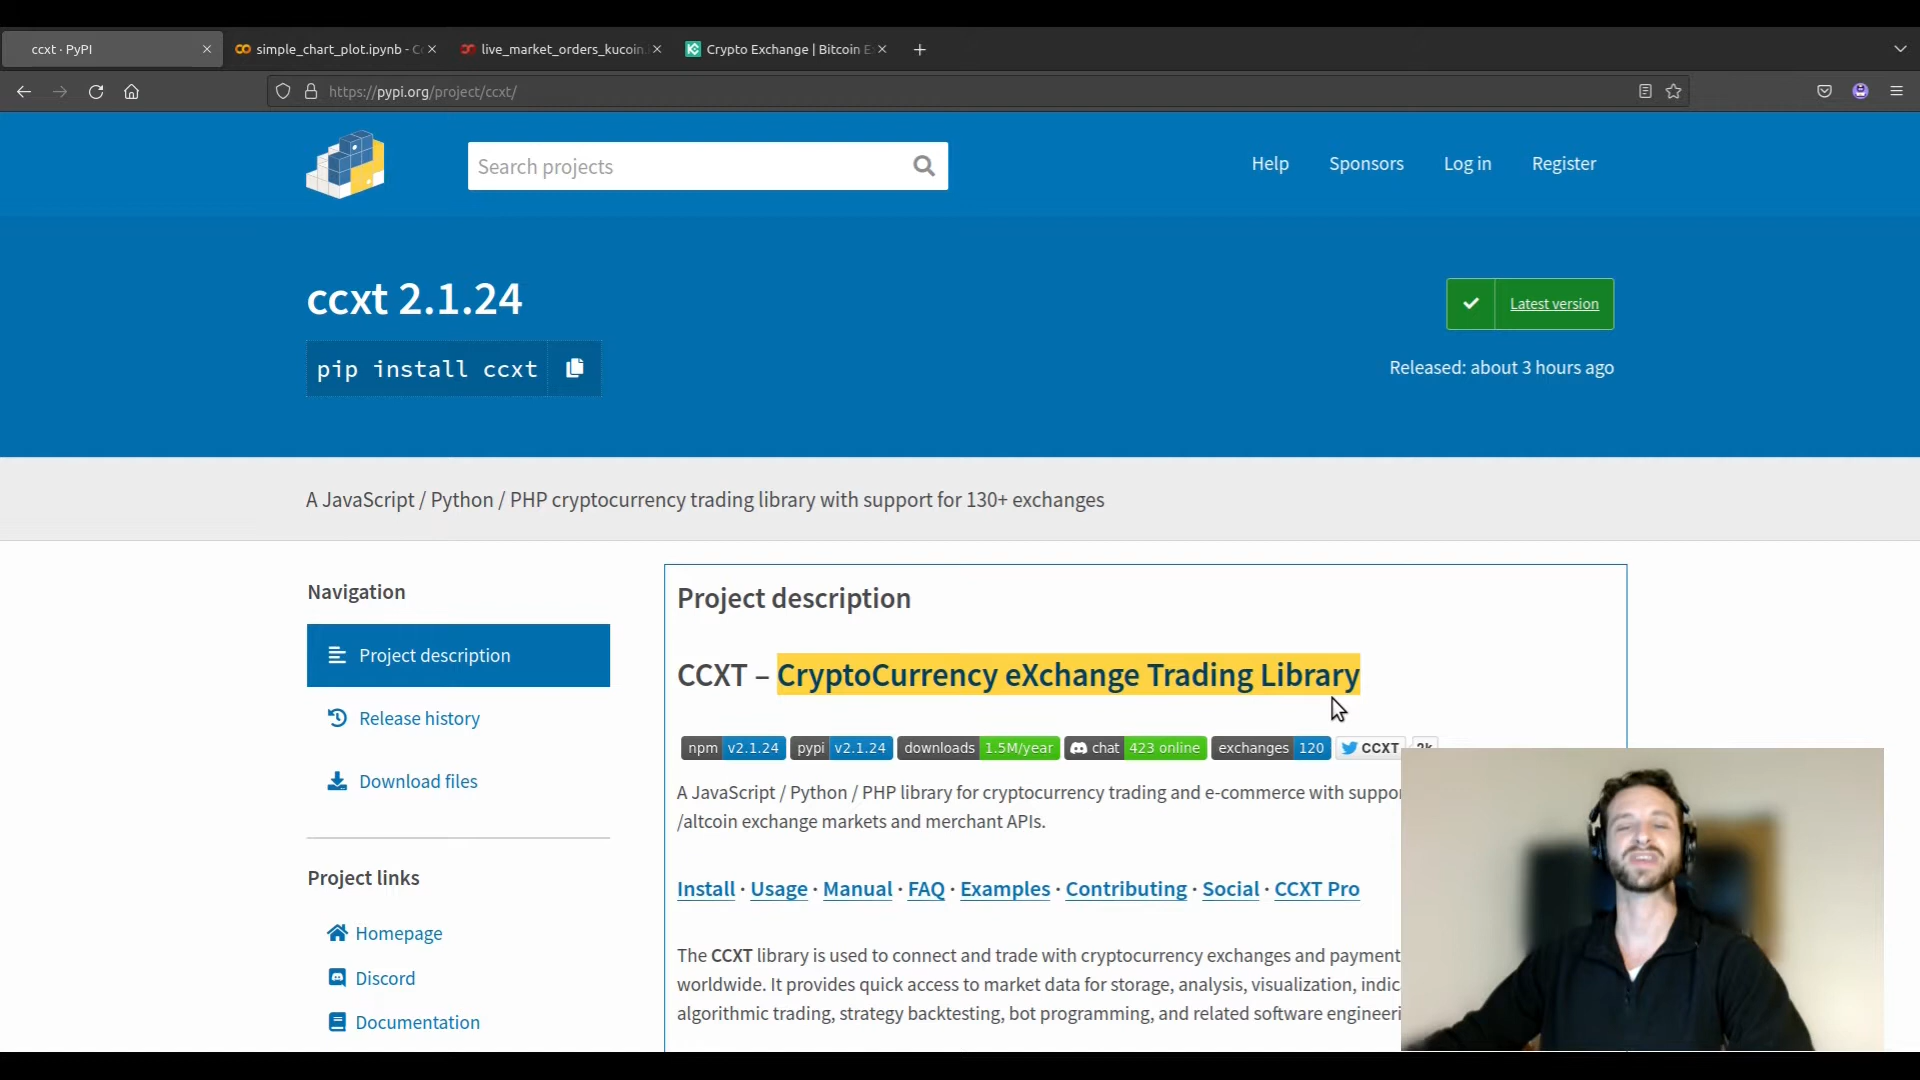 ccxt · PyPI
simple_chart_plot.ipynb - C
live_market_orders_kucoin.
Crypto Exchange | Bitcoin E
https://pypi.org/project/ccxt/
Search projects
Help
Sponsors
Log in
Register
ccxt 2.1.24
pip install ccxt
Latest version
Released: about 3 hours ago
A JavaScript / Python / PHP cryptocurrency trading library with support for 130+ exchanges
Navigation
Project description
Release history
Download files
Project links
Homepage
Discord
Documentation
Project description
CCXT – CryptoCurrency eXchange Trading Library
npm v2.1.24 pypi v2.1.24 downloads 1.5M/year chat 423 online exchanges 120 CCXT
A JavaScript / Python / PHP library for cryptocurrency trading and e-commerce with suppor
/altcoin exchange markets and merchant APIs.
Install · Usage · Manual · FAQ · Examples · Contributing · Social · CCXT Pro
The CCXT library is used to connect and trade with cryptocurrency exchanges and payment
worldwide. It provides quick access to market data for storage, analysis, visualization, indic
algorithmic trading, strategy backtesting, bot programming, and related software engineeri